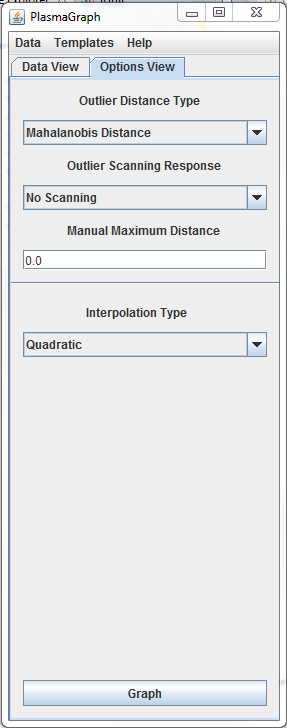 PlasmaGraph
Data Templates Help
Data View Options View
Outlier Distance Type
Mahalanobis Distance
Outlier Scanning Response
No Scanning
Manual Maximum Distance
0.0
Interpolation Type
Quadratic
Graph